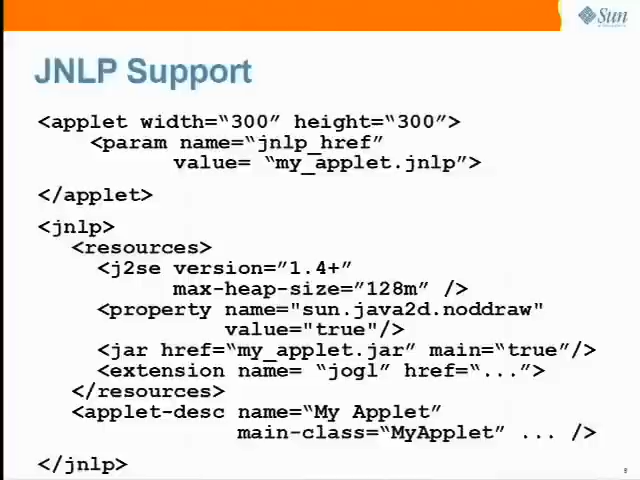 Sun
JNLP Support
<applet width=“300” height=“300”>
<param name=“jnlp_href”
value= “my_applet.jnlp”>
</applet>
<jnlp>
<resources>
<j2se version=”1.4+”
max-heap-size=”128m” />
<property name="sun.java2d.noddraw"
value="true"/>
<jar href=“my_applet.jar” main=“true”/>
<extension name= “jogl” href=“...”>
</resources>
<applet-desc name=“My Applet”
main-class=“MyApplet” ... />
</jnlp>